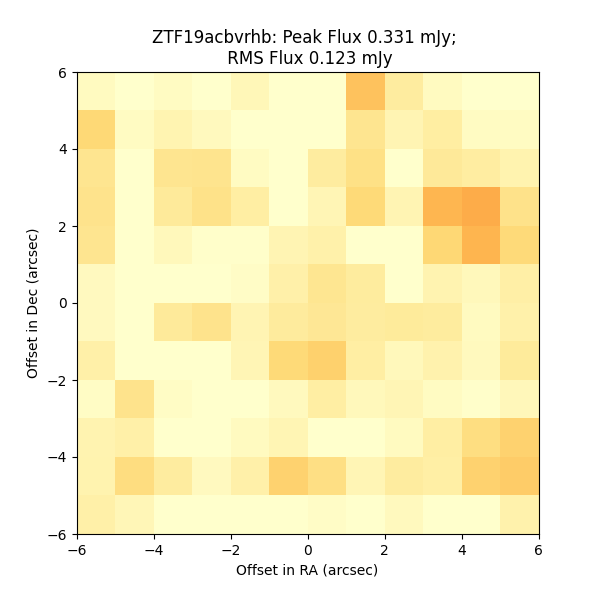 ZTF19acbvrhb: Peak Flux 0.331 mJy;
RMS Flux 0.123 mJy
6
4
2
0
−2
−4
−6
Offset in Dec (arcsec)
−6 −4 −2 0 2 4 6
Offset in RA (arcsec)